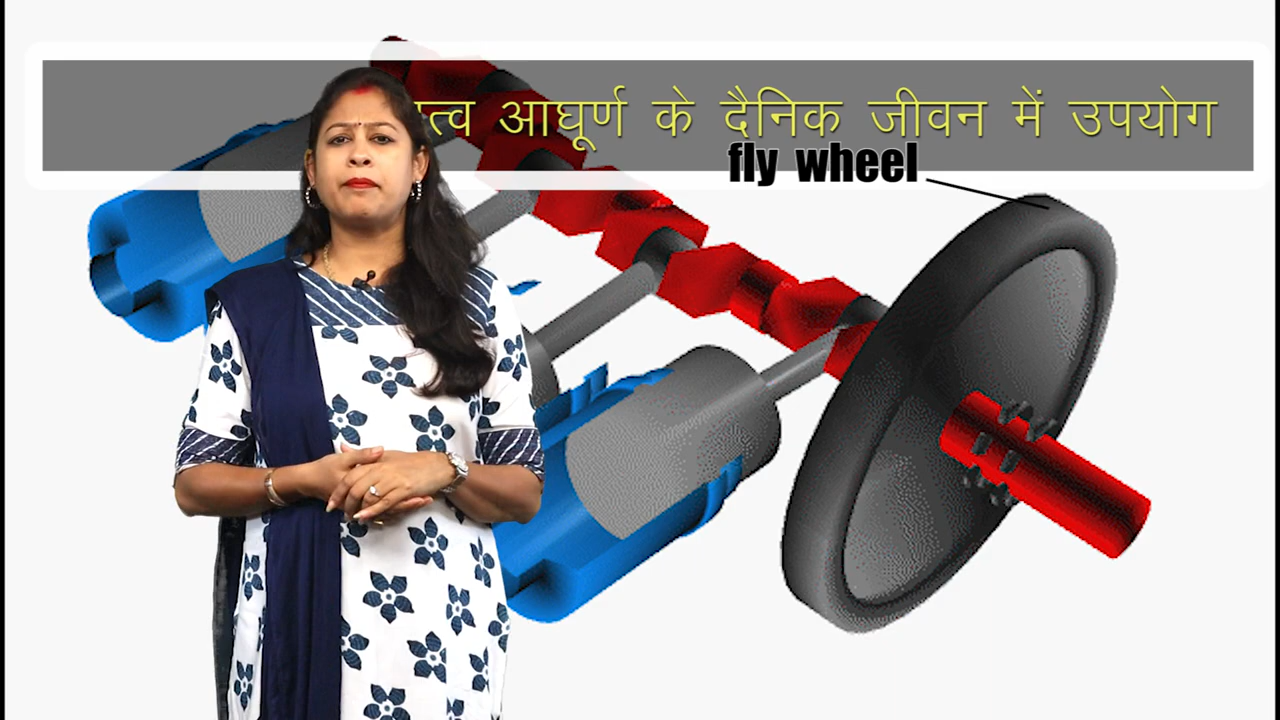 त्व आघूर्ण के दैनिक जीवन में उपयोग
fly wheel